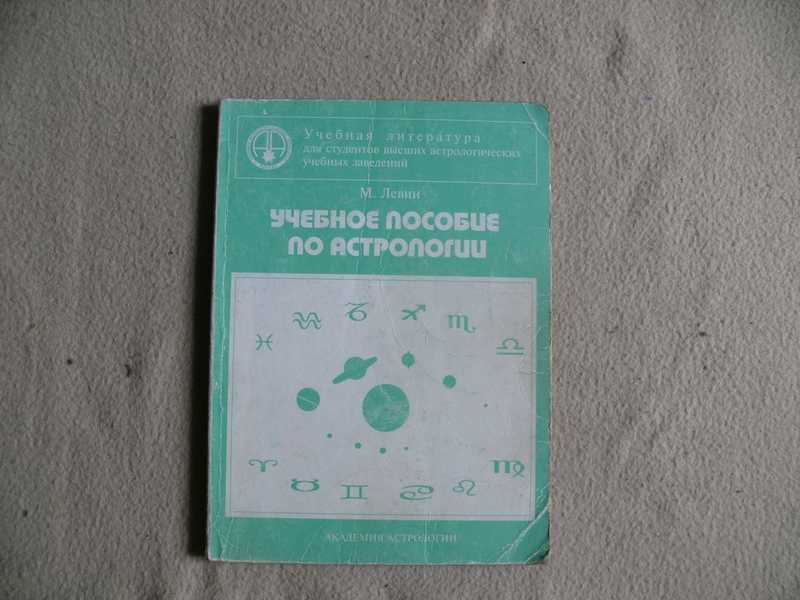 Учебная литература
для студентов высших астрологических
учебных заведений
М. Левин
УЧЕБНОЕ ПОСОБИЕ
ПО АСТРОЛОГИИ
АКАДЕМИЯ АСТРОЛОГИИ